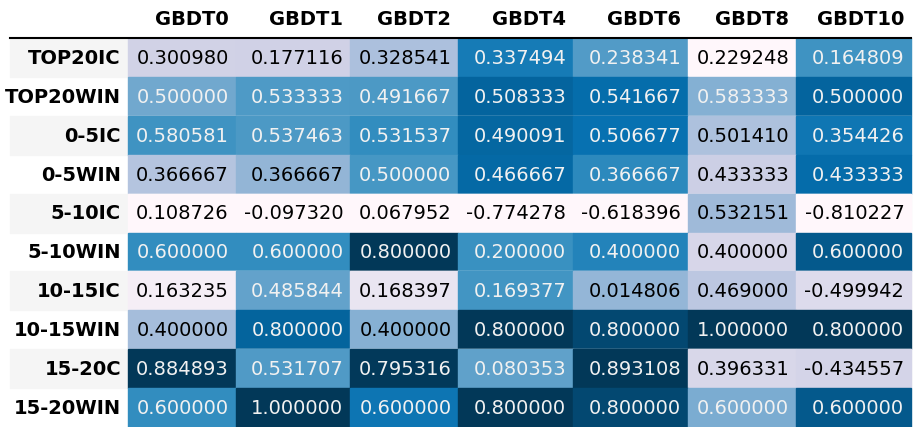 GBDT0 GBDT1 GBDT2 GBDT4 GBDT6 GBDT8 GBDT10
TOP20IC 0.300980 0.177116 0.328541 0.337494 0.238341 0.229248 0.164809
TOP20WIN 0.500000 0.533333 0.491667 0.508333 0.541667 0.583333 0.500000
0-5IC 0.580581 0.537463 0.531537 0.490091 0.506677 0.501410 0.354426
0-5WIN 0.366667 0.366667 0.500000 0.466667 0.366667 0.433333 0.433333
5-10IC 0.108726 -0.097320 0.067952 -0.774278 -0.618396 0.532151 -0.810227
5-10WIN 0.600000 0.600000 0.800000 0.200000 0.400000 0.400000 0.600000
10-15IC 0.163235 0.485844 0.168397 0.169377 0.014806 0.469000 -0.499942
10-15WIN 0.400000 0.800000 0.400000 0.800000 0.800000 1.000000 0.800000
15-20C 0.884893 0.531707 0.795316 0.080353 0.893108 0.396331 -0.434557
15-20WIN 0.600000 1.000000 0.600000 0.800000 0.800000 0.600000 0.600000